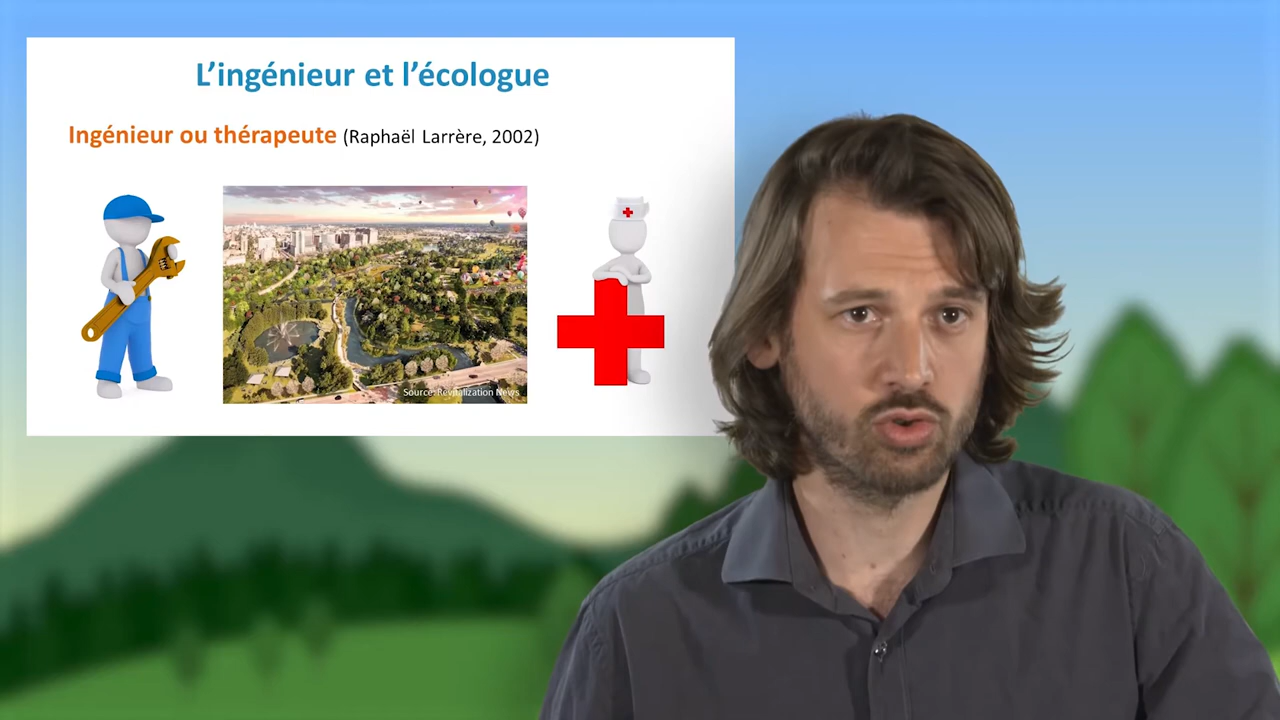 L’ingénieur et l’écologue
Ingénieur ou thérapeute (Raphaël Larrère, 2002)
Source: Revitalization News